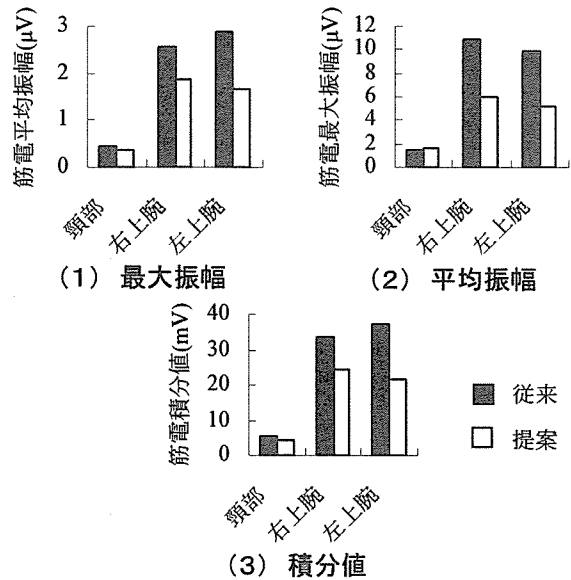 筋電平均振幅(μV)
3
2
1
0
頸部
右上腕
左上腕
(1) 最大振幅
筋電最大振幅(μV)
12
10
8
6
4
2
0
頸部
右上腕
左上腕
(2) 平均振幅
筋電積分値(mV)
40
30
20
10
0
頸部
右上腕
左上腕
(3) 積分値
従来
提案